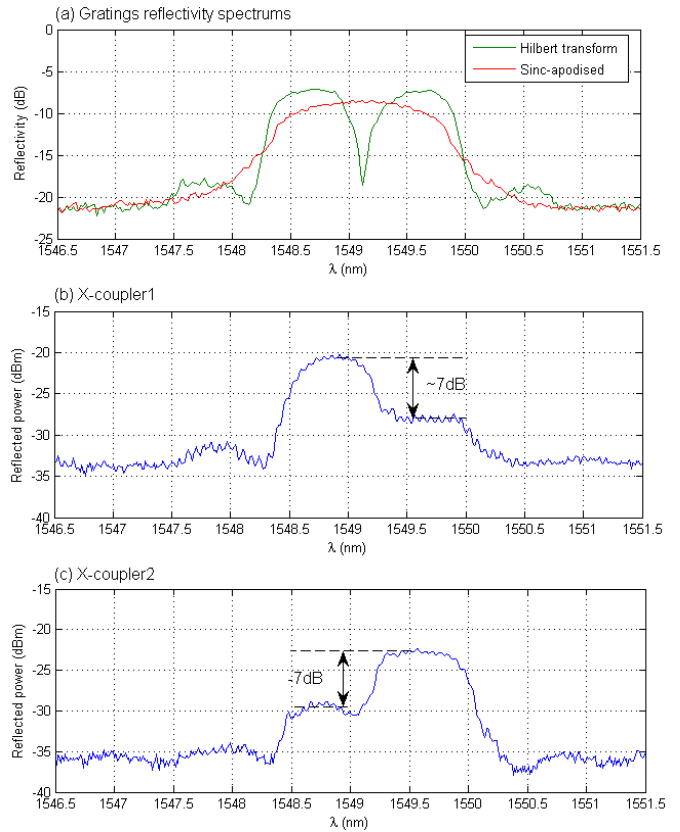 (a) Gratings reflectivity spectrums
Reflectivity (dB)
0
-5
-10
-15
-20
-25
Hilbert transform
Sinc-apodised
1546.5 1547 1547.5 1548 1548.5 1549 1549.5 1550 1550.5 1551 1551.5
λ (nm)
(b) X-coupler1
Reflected power (dBm)
-15
-20
-25
-30
-35
-40
~7dB
1546.5 1547 1547.5 1548 1548.5 1549 1549.5 1550 1550.5 1551 1551.5
λ (nm)
(c) X-coupler2
Reflected power (dBm)
-15
-20
-25
-30
-35
-40
~7dB
1546.5 1547 1547.5 1548 1548.5 1549 1549.5 1550 1550.5 1551 1551.5
λ (nm)